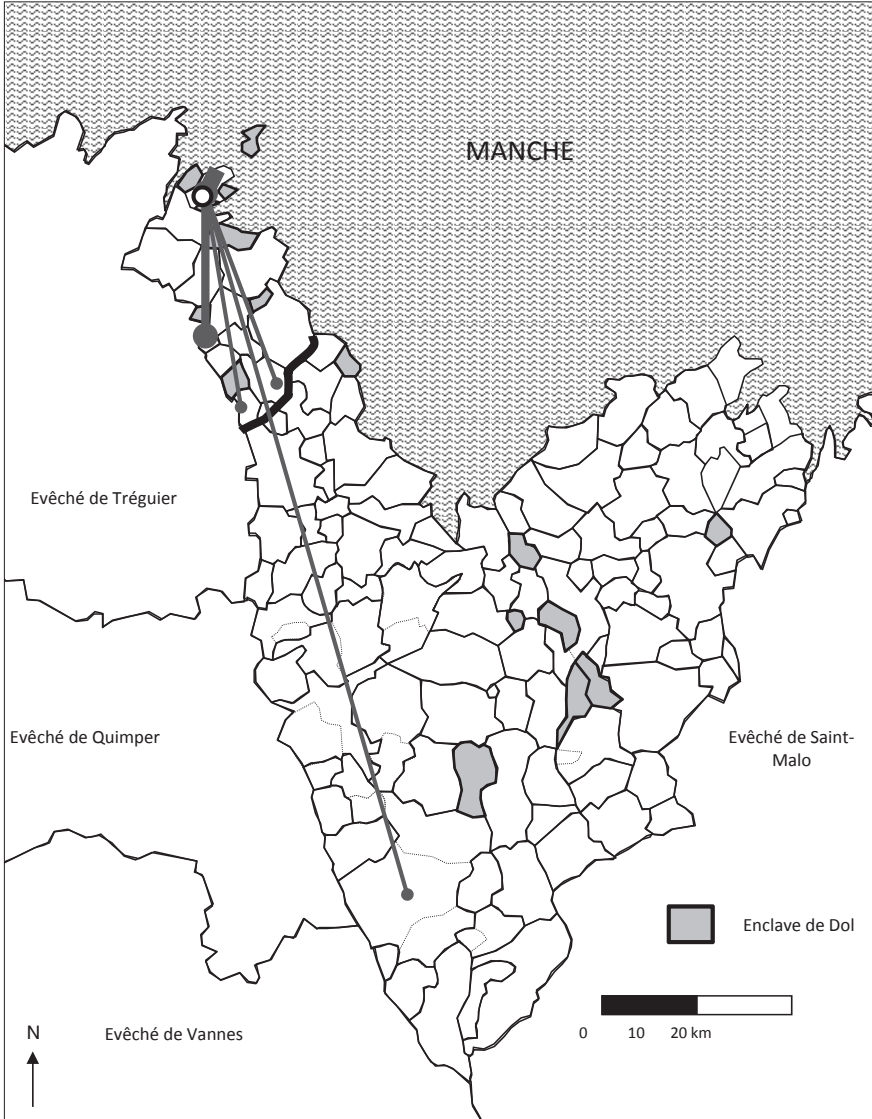 MANCHE
Evêché de Tréguier
Evêché de Quimper
Evêché de Saint-
Malo
Enclave de Dol
0 10 20 km
Evêché de Vannes
N